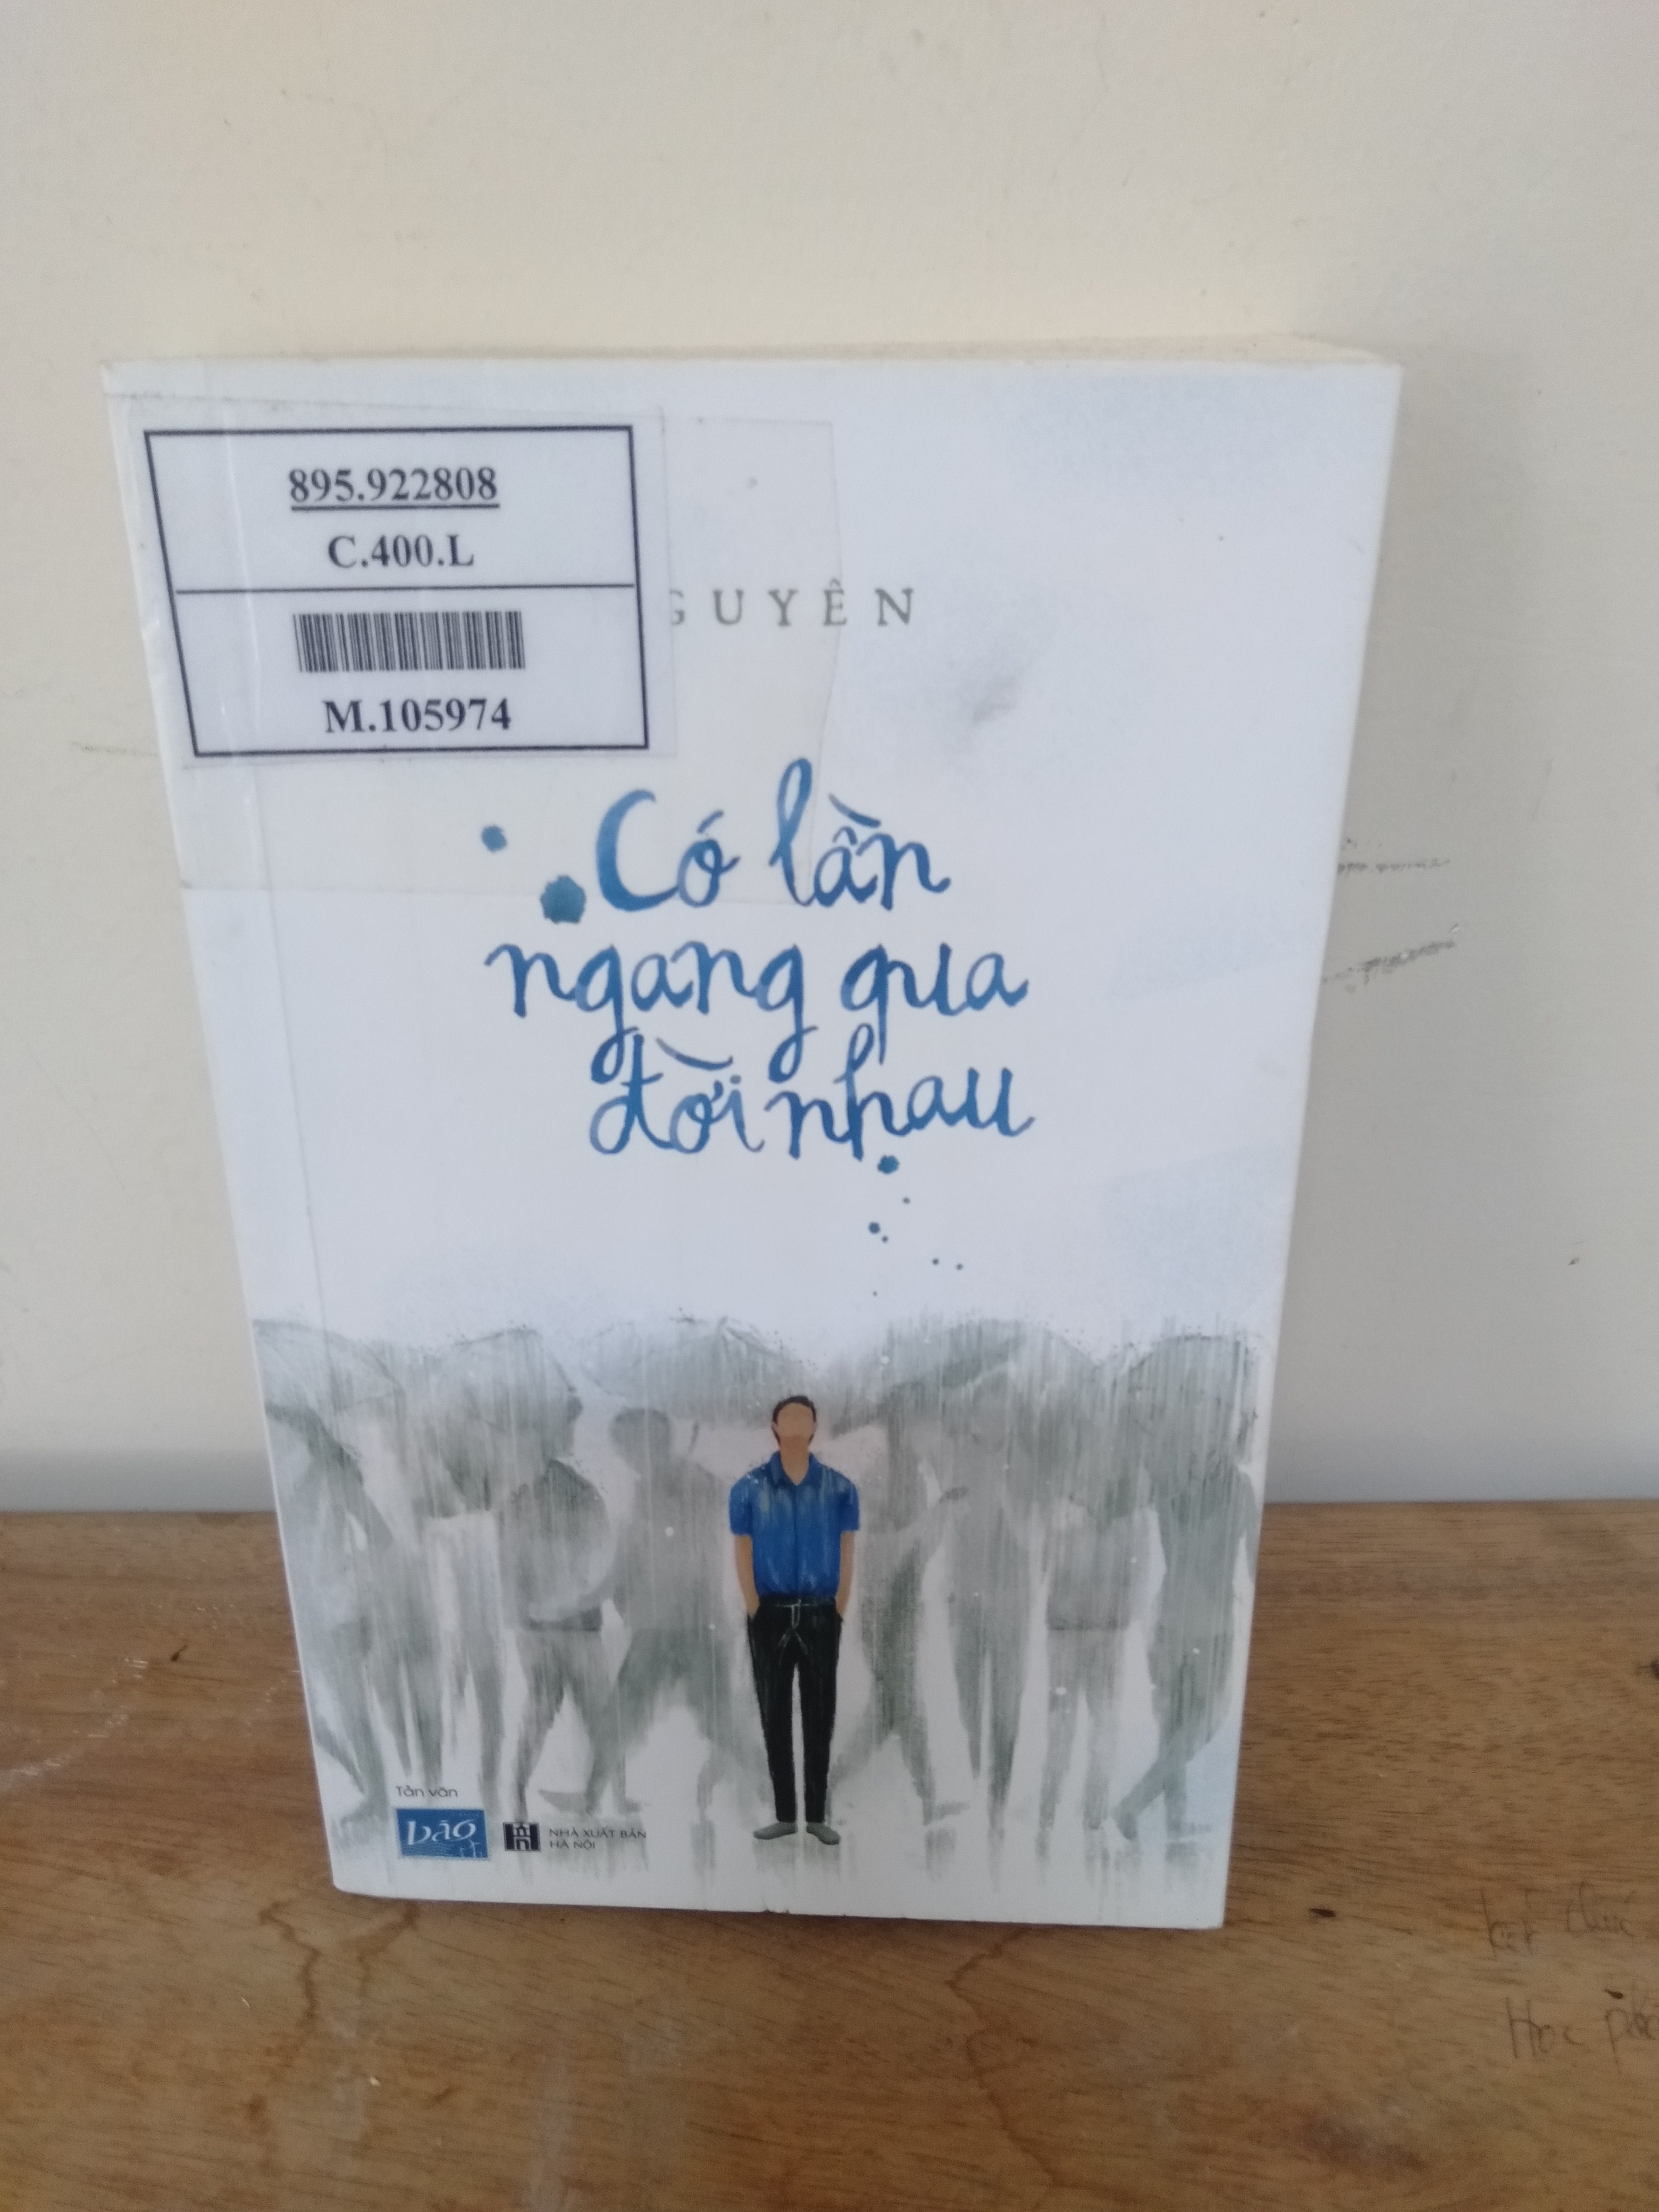 895.922808
C.400.L
M.105974
GUYÊN
Có lần
ngang qua
đời nhau
Tản văn
bão
NHÀ XUẤT BẢN
HÀ NỘI